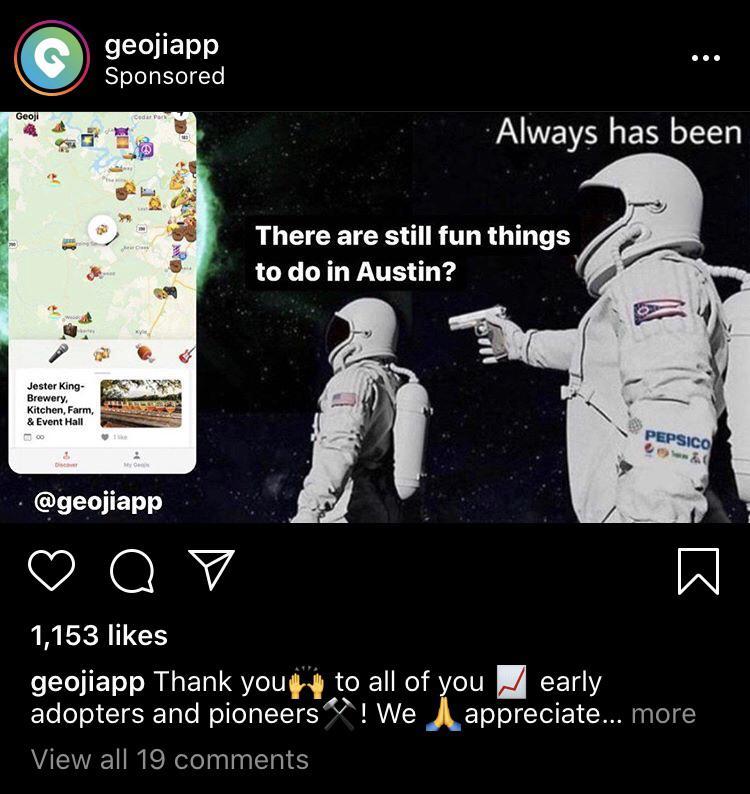 geojiapp
Sponsored
Geoji
Cedar Park
Always has been
There are still fun things
to do in Austin?
Kyle
Jester King-
Brewery,
Kitchen, Farm,
& Event Hall
1 like
Discover
My Geojis
PEPSICO
@geojiapp
1,153 likes
geojiapp Thank you🙌 to all of you 📈 early
adopters and pioneers⚒️! We 🙏appreciate... more
View all 19 comments